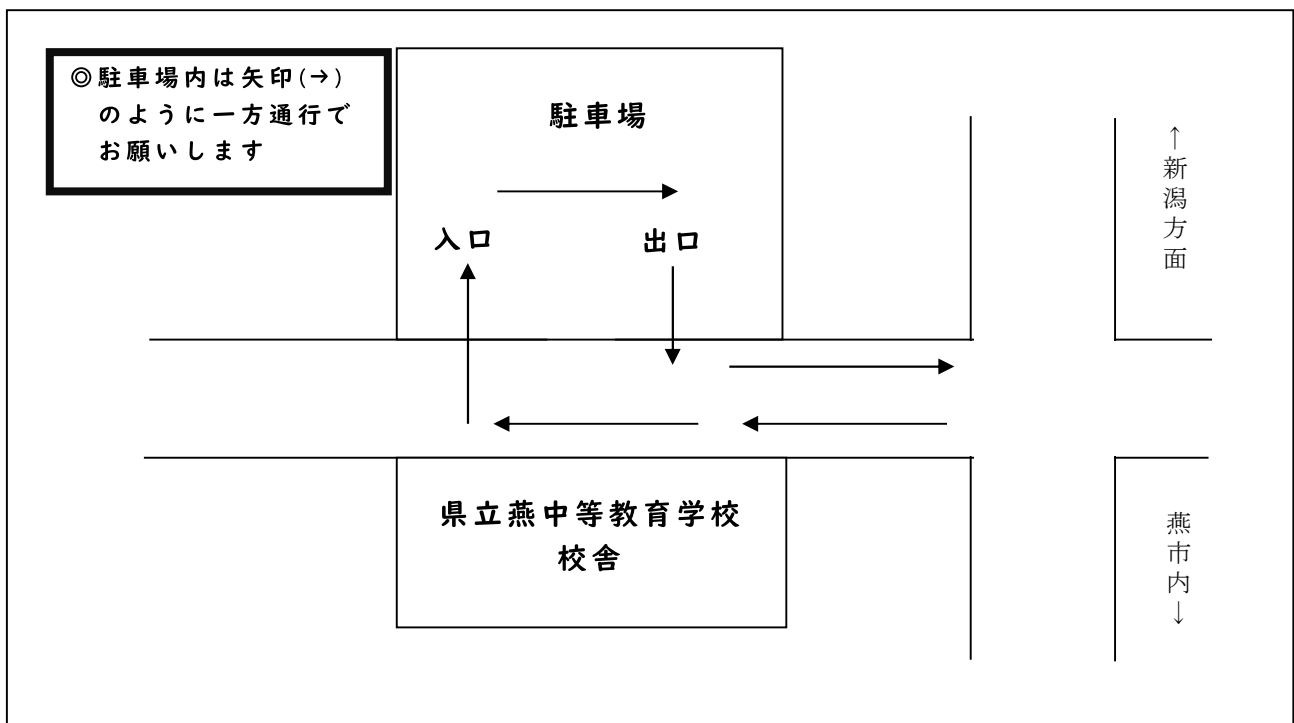 ◎駐車場内は矢印(→)
のように一方通行で
お願いします
駐車場
入口
出口
↑新潟方面
県立燕中等教育学校
校舎
燕市内↓